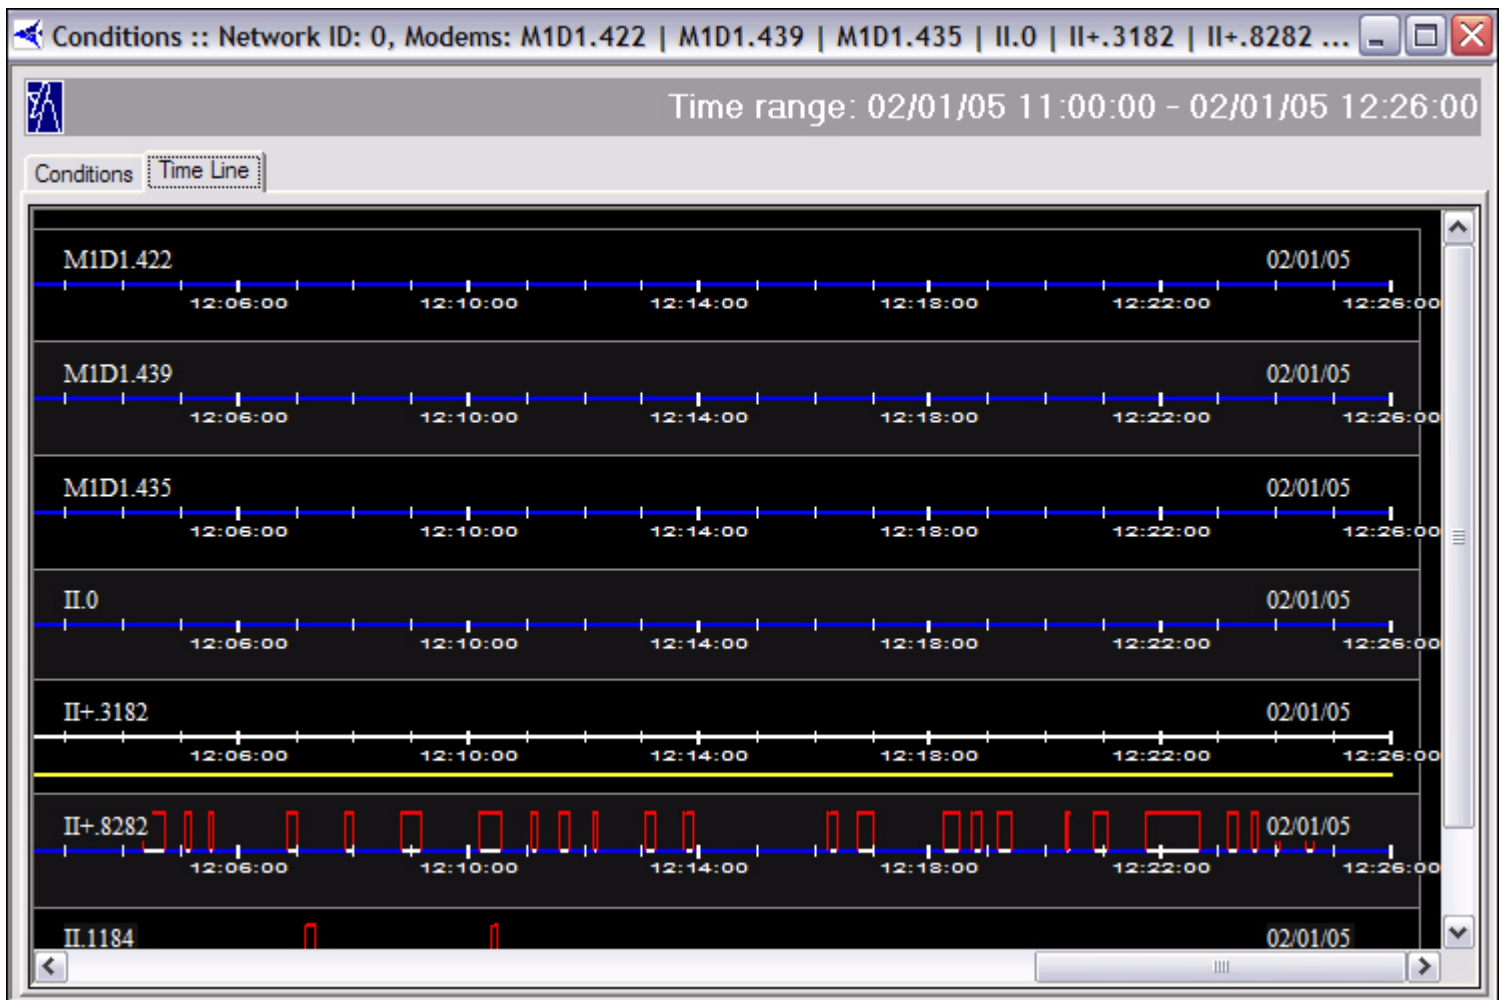 Conditions :: Network ID: 0, Modems: M1D1.422 | M1D1.439 | M1D1.435 | II.0 | II+.3182 | II+.8282 ...
Time range: 02/01/05 11:00:00 - 02/01/05 12:26:00
Conditions Time Line
M1D1.422 02/01/05
12:06:00 12:10:00 12:14:00 12:18:00 12:22:00 12:26:00
M1D1.439 02/01/05
12:06:00 12:10:00 12:14:00 12:18:00 12:22:00 12:26:00
M1D1.435 02/01/05
12:06:00 12:10:00 12:14:00 12:18:00 12:22:00 12:26:00
II.0 02/01/05
12:06:00 12:10:00 12:14:00 12:18:00 12:22:00 12:26:00
II+.3182 02/01/05
12:06:00 12:10:00 12:14:00 12:18:00 12:22:00 12:26:00
II+.8282 02/01/05
12:06:00 12:10:00 12:14:00 12:18:00 12:22:00 12:26:00
II.1184 02/01/05